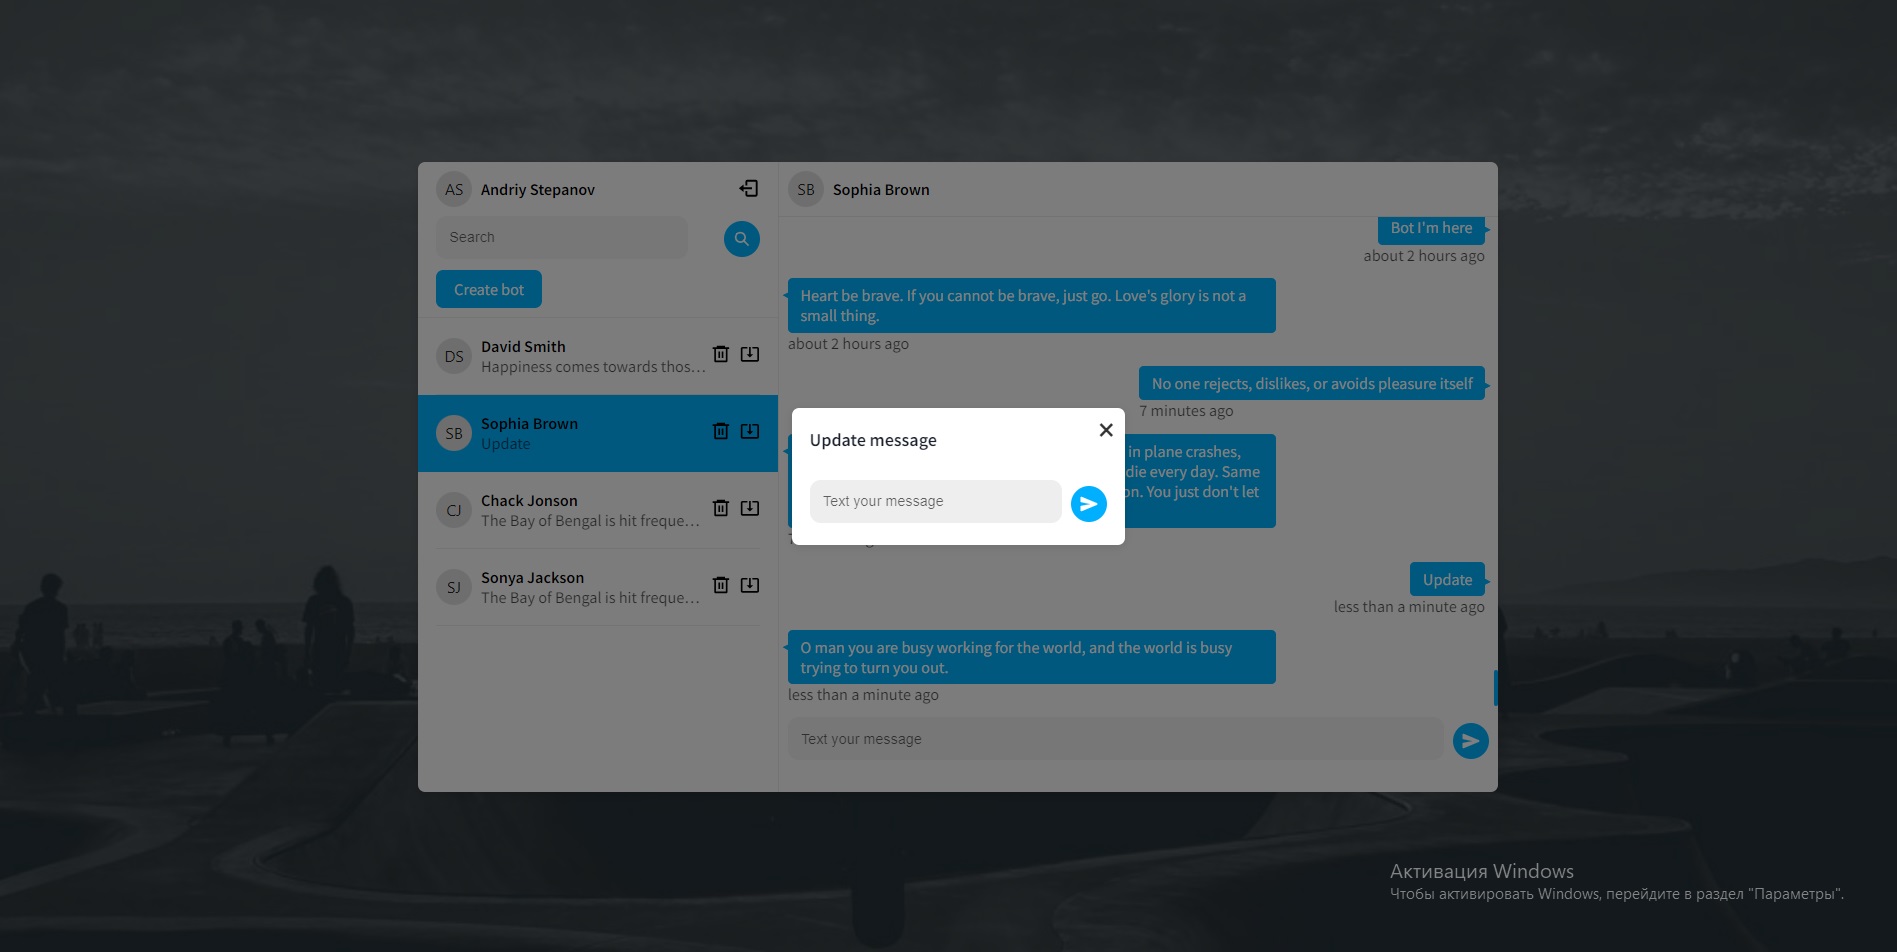 AS Andriy Stepanov
Search
Create bot
DS David Smith
Happiness comes towards thos…
SB Sophia Brown
Update
CJ Chack Jonson
The Bay of Bengal is hit freque…
SJ Sonya Jackson
The Bay of Bengal is hit freque…
SB Sophia Brown
Bot I'm here
about 2 hours ago
Heart be brave. If you cannot be brave, just go. Love's glory is not a
small thing.
about 2 hours ago
No one rejects, dislikes, or avoids pleasure itself
7 minutes ago
in plane crashes,
die every day. Same
on. You just don't let
Update message
Text your message
Update
less than a minute ago
O man you are busy working for the world, and the world is busy
trying to turn you out.
less than a minute ago
Text your message
Активация Windows
Чтобы активировать Windows, перейдите в раздел "Параметры".